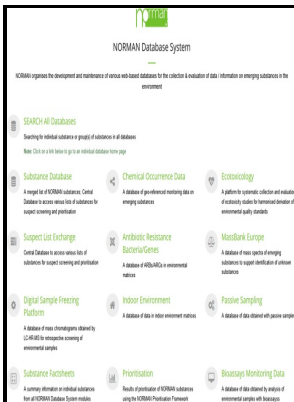 norman
NORMAN Database System
NORMAN organises the development and maintenance of various web-based databases for the collection & evaluation of data / information on emerging substances in the
environment
SEARCH All Databases
Searching for individual substance or group(s) of substances in all databases
Note: Click on a link below to go to an individual database home page
Substance Database
A merged list of NORMAN substances. Central
Database to access various lists of substances for
suspect screening and prioritisation
Chemical Occurrence Data
A database of geo-referenced monitoring data on
emerging substances
Ecotoxicology
A platform for systematic collection and evaluation
of ecotoxicity studies for harmonised derivation of
environmental quality standards
Suspect List Exchange
Central Database to access various lists of
substances for suspect screening and prioritisation
Antibiotic Resistance
Bacteria/Genes
A database of ARBs/ARGs in environmental
matrices
MassBank Europe
A database of mass spectra of emerging
substances to support identification of unknown
substances
Digital Sample Freezing
Platform
A database of mass chromatograms obtained by
LC-HR-MS for retrospective screening of
environmental samples
Indoor Environment
A database of data in indoor environment matrices
Passive Sampling
A database of data obtained with passive sampler
Substance Factsheets
A summary information on individual substances
from all NORMAN Database System modules
Prioritisation
Results of prioritisation of NORMAN substances
using the NORMAN Prioritisation Framework
Bioassays Monitoring Data
A database of data obtained by analysis of
environmental samples with bioassays